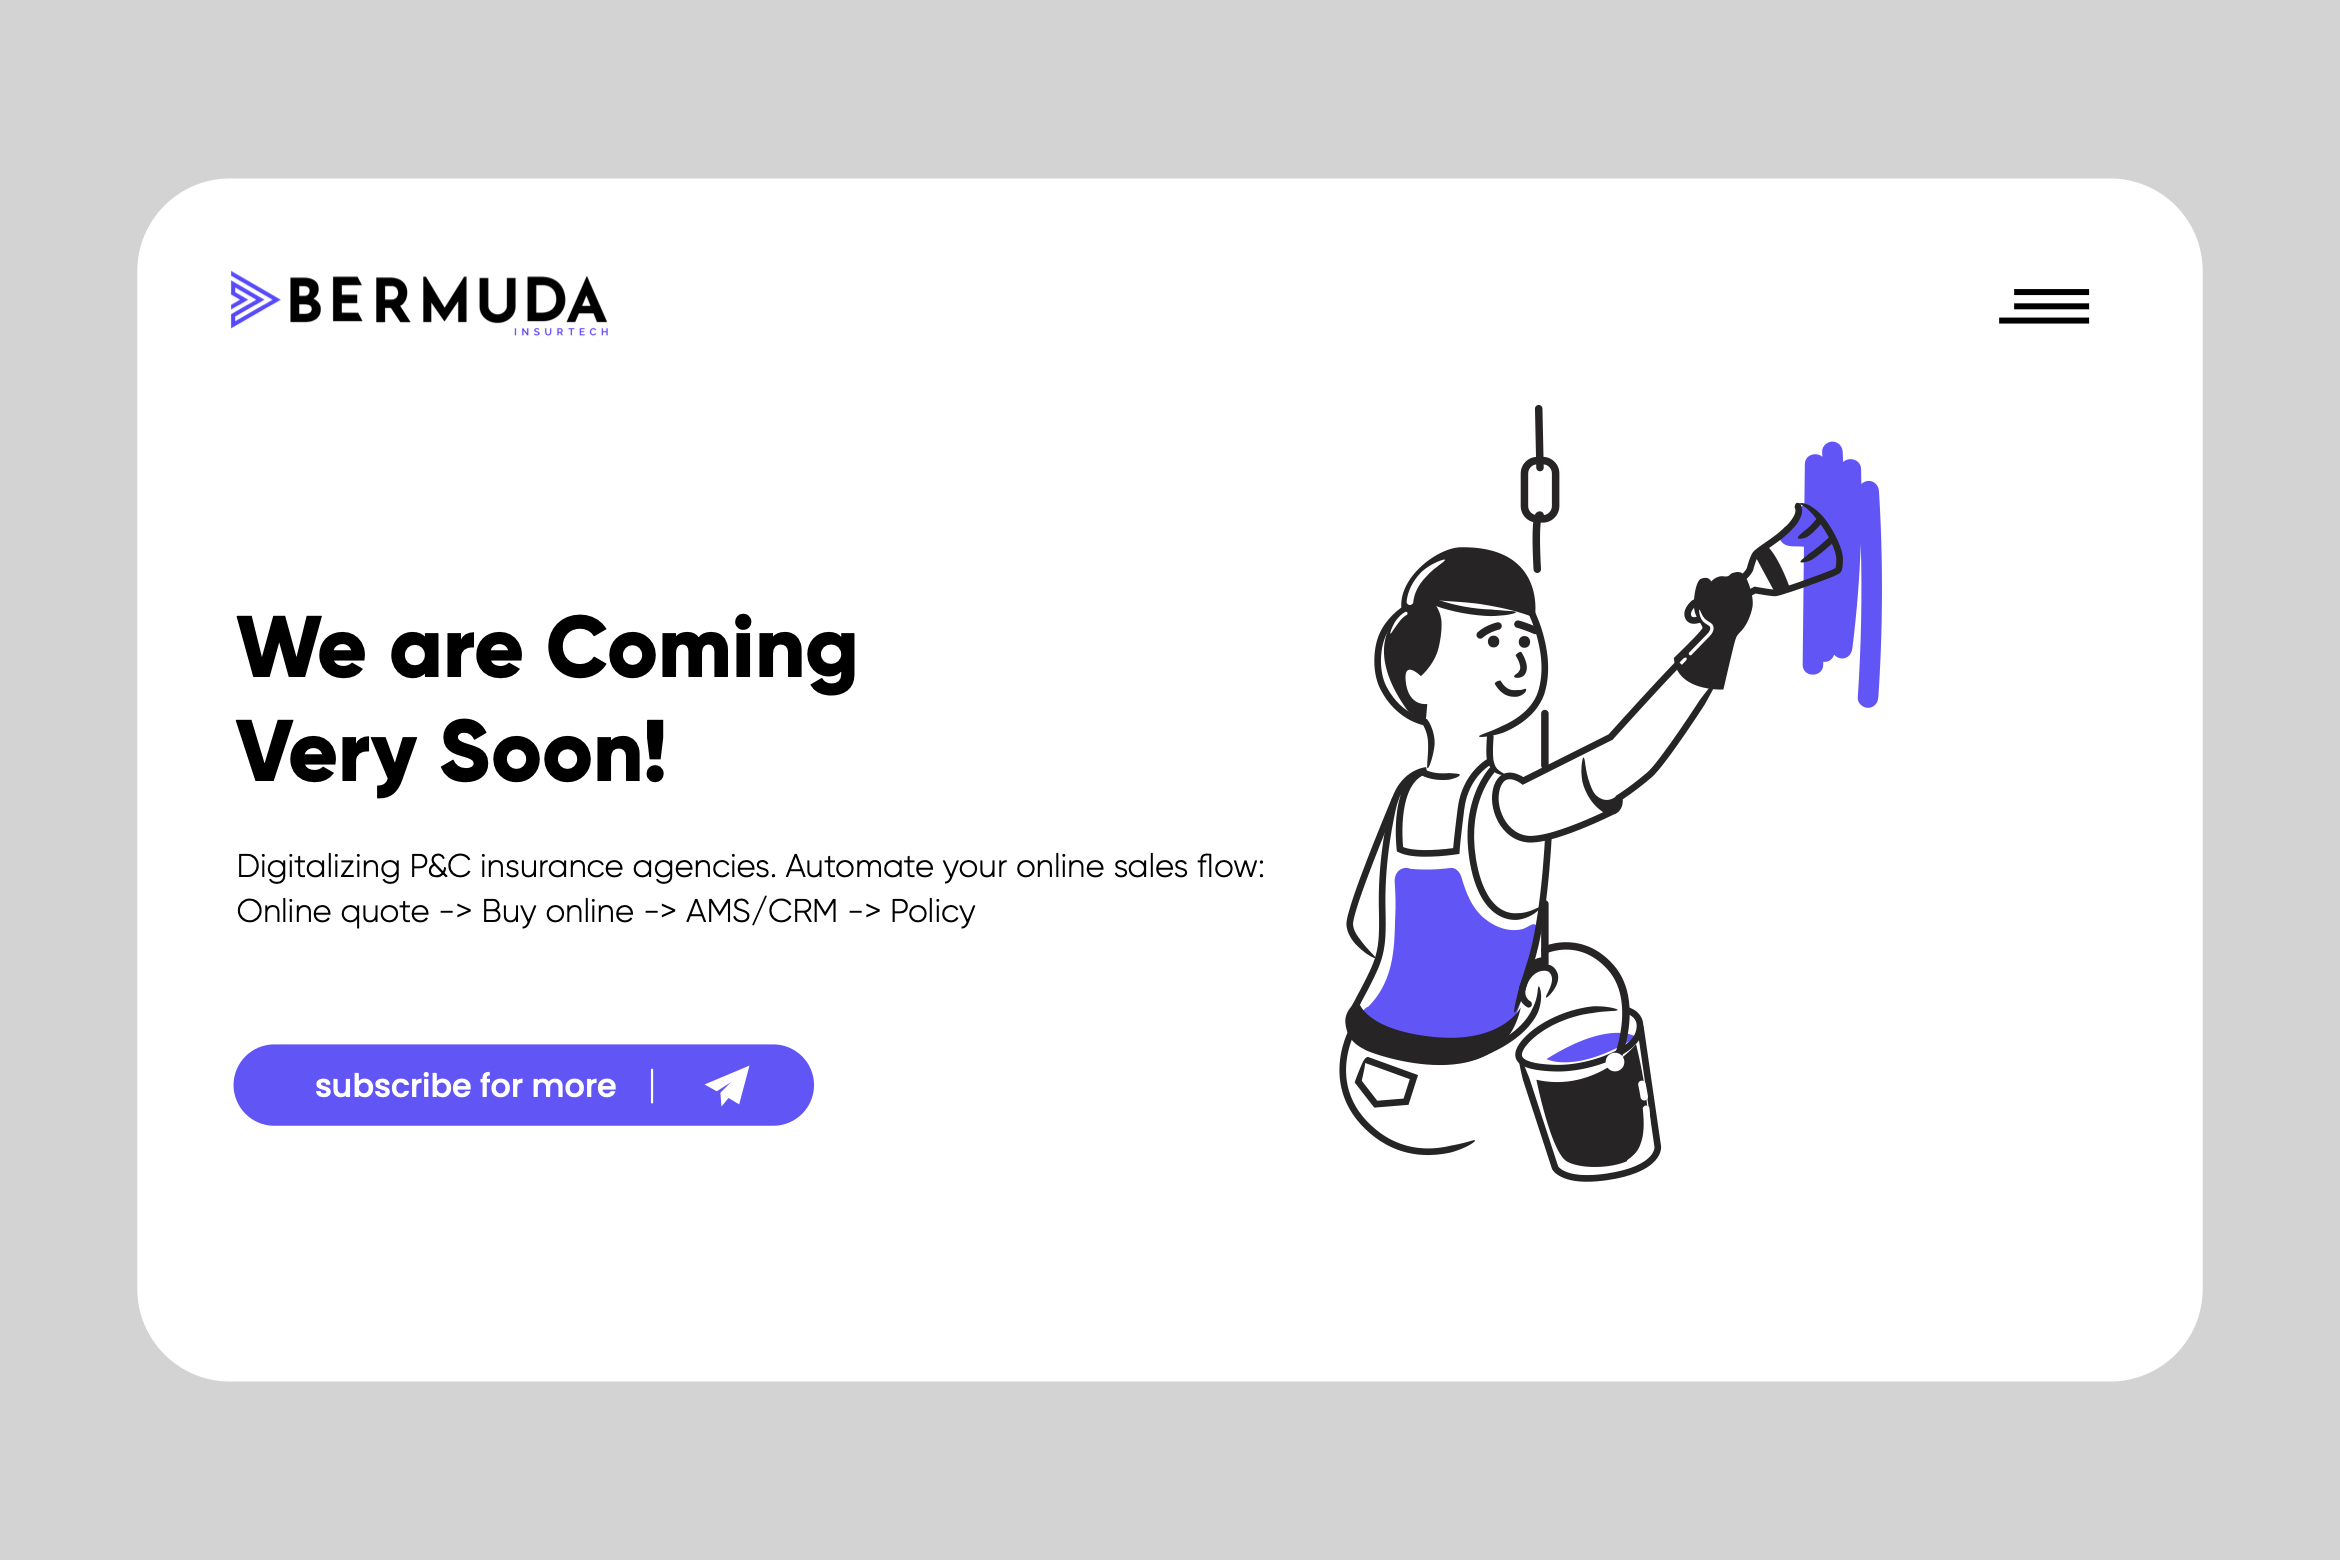 BERMUDA
INSURTECH
We are Coming
Very Soon!
Digitalizing P&C insurance agencies. Automate your online sales flow:
Online quote -> Buy online -> AMS/CRM -> Policy
subscribe for more